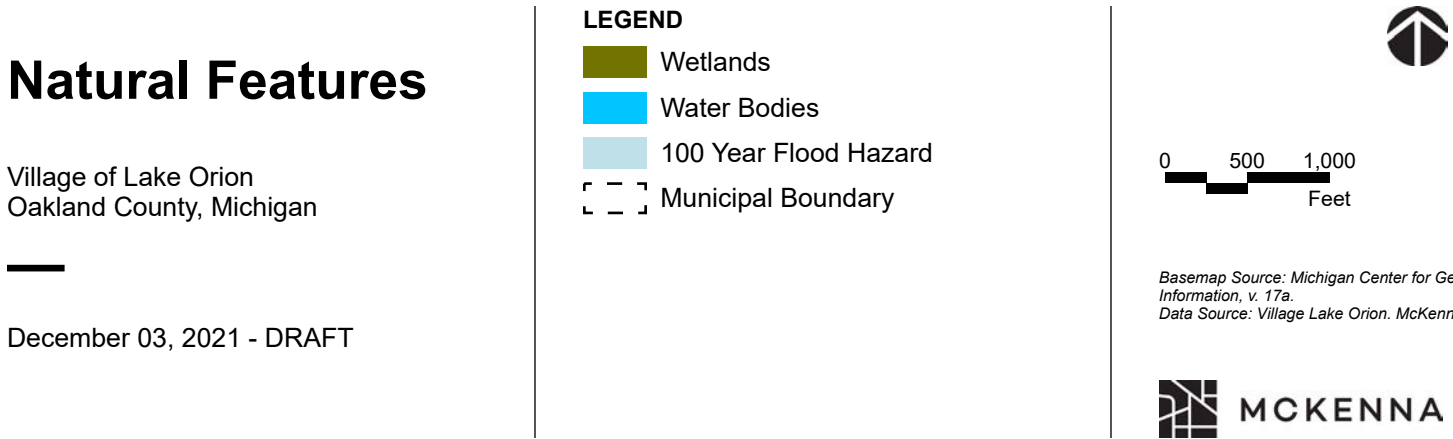 Natural Features
Village of Lake Orion
Oakland County, Michigan
December 03, 2021 - DRAFT
LEGEND
Wetlands
Water Bodies
100 Year Flood Hazard
Municipal Boundary
0 500 1,000
Feet
Basemap Source: Michigan Center for Ge
Information, v. 17a.
Data Source: Village Lake Orion. McKenn
MCKENNA